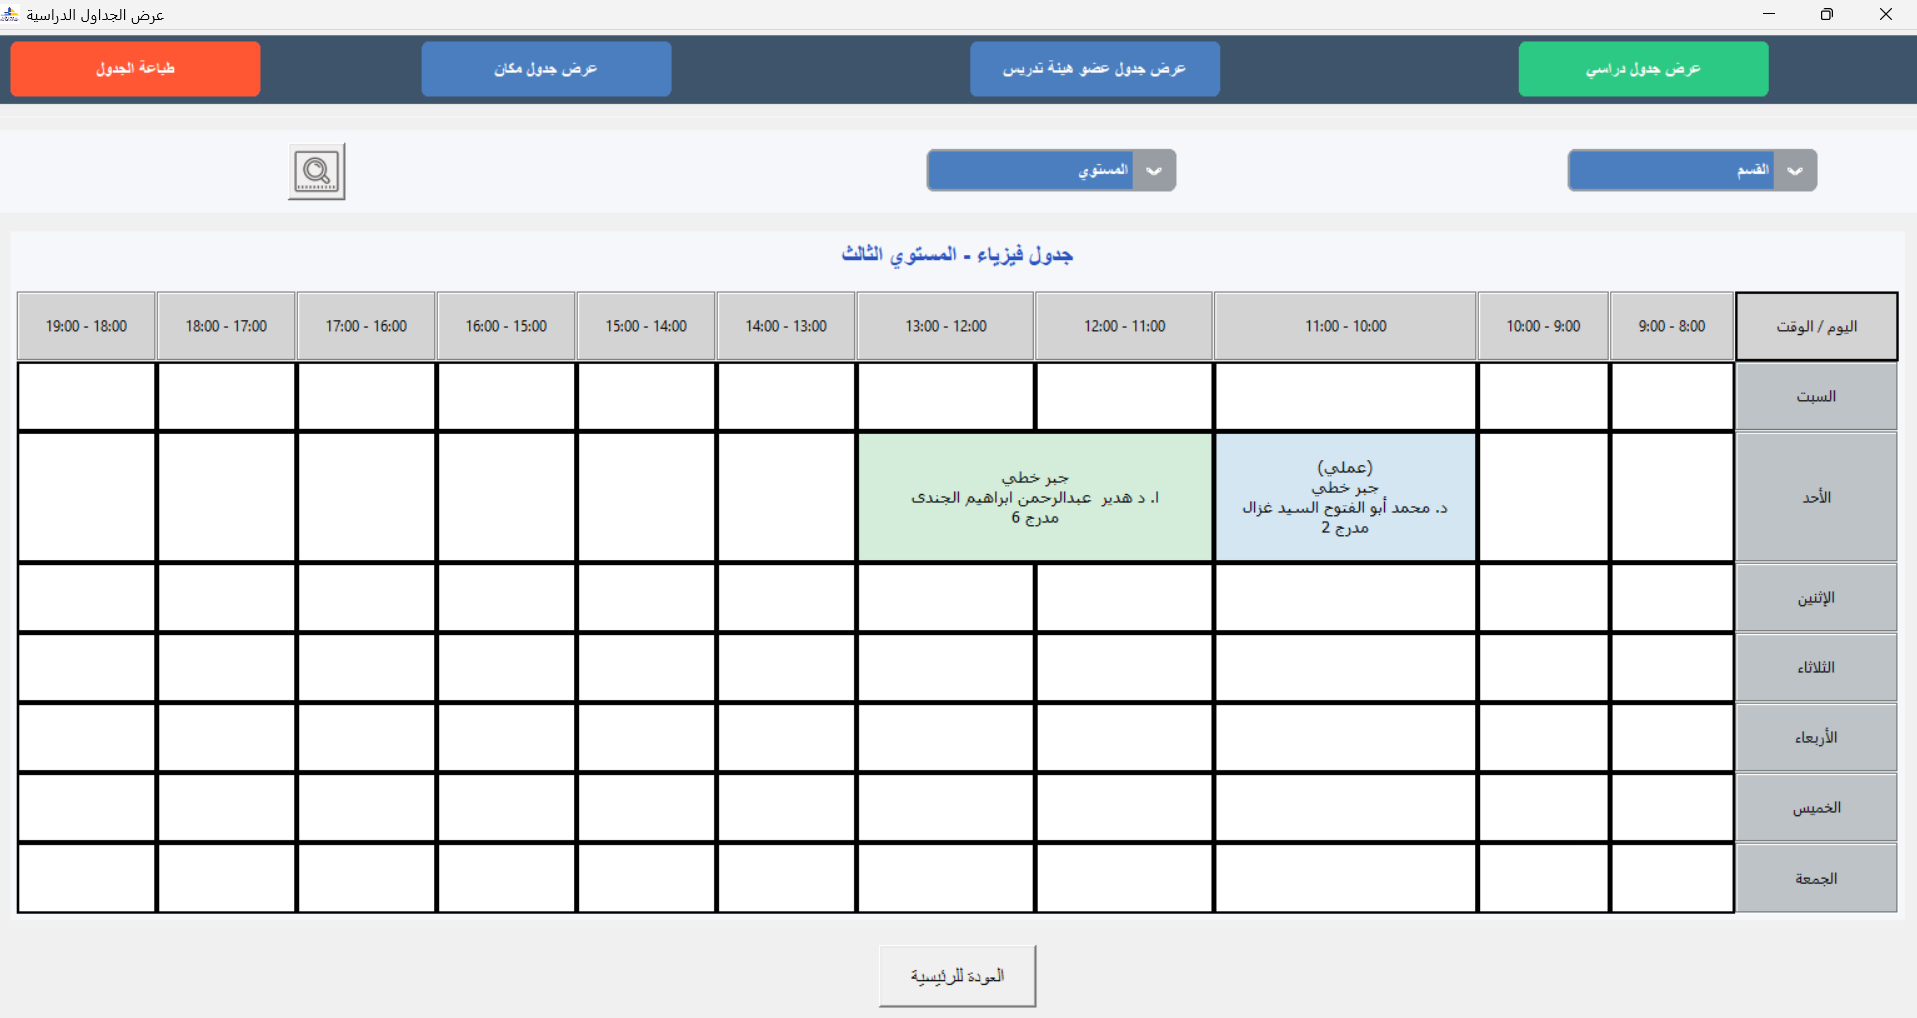 عرض الجداول الدراسية
عرض جدول دراسي
عرض جدول عضو هيئة تدريس
عرض جدول مكان
طباعة الجدول
القسم
المستوي
جدول فيزياء - المستوي الثالث
اليوم / الوقت
8:00 - 9:00
9:00 - 10:00
10:00 - 11:00
11:00 - 12:00
12:00 - 13:00
13:00 - 14:00
14:00 - 15:00
15:00 - 16:00
16:00 - 17:00
17:00 - 18:00
18:00 - 19:00
السبت
الأحد
(عملي)
جبر خطي
د. محمد أبو الفتوح السيد غزال
مدرج 2
جبر خطي
ا. د هدير عبدالرحمن ابراهيم الجندى
مدرج 6
الإثنين
الثلاثاء
الأربعاء
الخميس
الجمعة
العودة للرئيسية